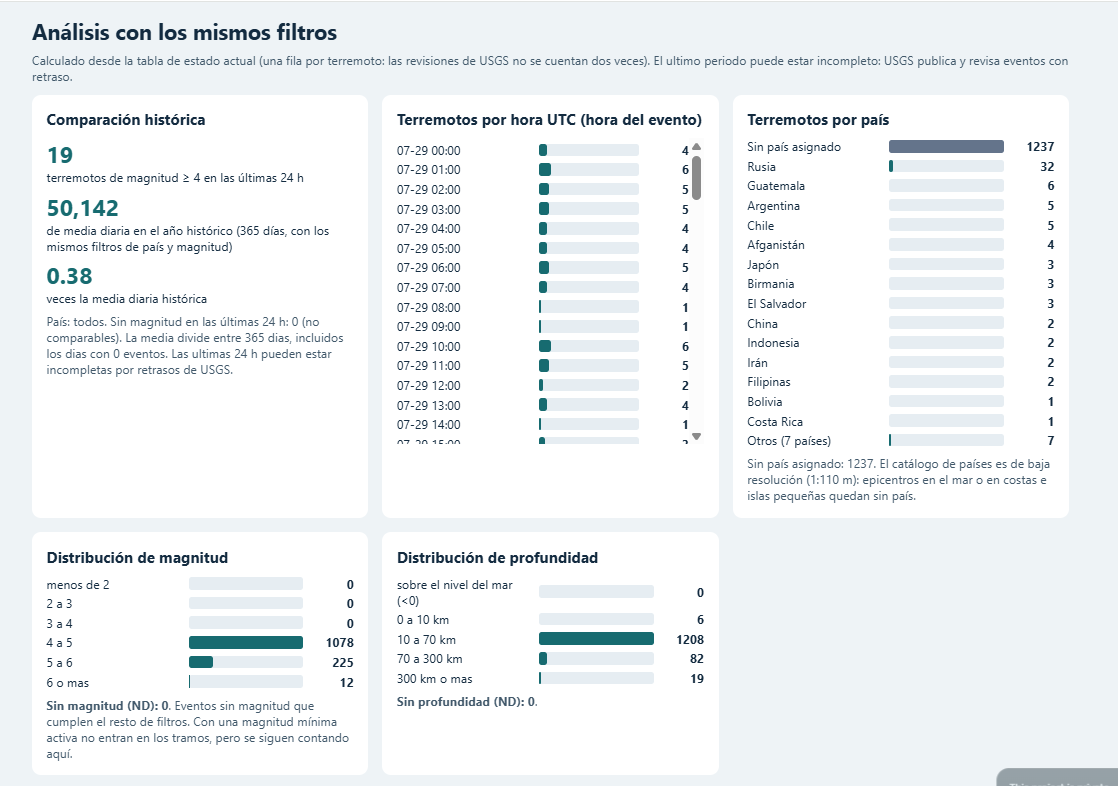 Análisis con los mismos filtros
Calculado desde la tabla de estado actual (una fila por terremoto: las revisiones de USGS no se cuentan dos veces). El ultimo periodo puede estar incompleto: USGS publica y revisa eventos con
retraso.
Comparación histórica
19
terremotos de magnitud ≥ 4 en las últimas 24 h
50,142
de media diaria en el año histórico (365 días, con los
mismos filtros de país y magnitud)
0.38
veces la media diaria histórica
País: todos. Sin magnitud en las últimas 24 h: 0 (no
comparables). La media divide entre 365 dias, incluidos
los dias con 0 eventos. Las ultimas 24 h pueden estar
incompletas por retrasos de USGS.
Terremotos por hora UTC (hora del evento)
07-29 00:00 4
07-29 01:00 6
07-29 02:00 5
07-29 03:00 5
07-29 04:00 4
07-29 05:00 4
07-29 06:00 5
07-29 07:00 4
07-29 08:00 1
07-29 09:00 1
07-29 10:00 6
07-29 11:00 5
07-29 12:00 2
07-29 13:00 4
07-29 14:00 1
07-29 15:00
Terremotos por país
Sin país asignado 1237
Rusia 32
Guatemala 6
Argentina 5
Chile 5
Afganistán 4
Japón 3
Birmania 3
El Salvador 3
China 2
Indonesia 2
Irán 2
Filipinas 2
Bolivia 1
Costa Rica 1
Otros (7 países) 7
Sin país asignado: 1237. El catálogo de países es de baja
resolución (1:110 m): epicentros en el mar o en costas e
islas pequeñas quedan sin país.
Distribución de magnitud
menos de 2 0
2 a 3 0
3 a 4 0
4 a 5 1078
5 a 6 225
6 o mas 12
Sin magnitud (ND): 0. Eventos sin magnitud que
cumplen el resto de filtros. Con una magnitud mínima
activa no entran en los tramos, pero se siguen contando
aquí.
Distribución de profundidad
sobre el nivel del mar
(<0) 0
0 a 10 km 6
10 a 70 km 1208
70 a 300 km 82
300 km o mas 19
Sin profundidad (ND): 0.